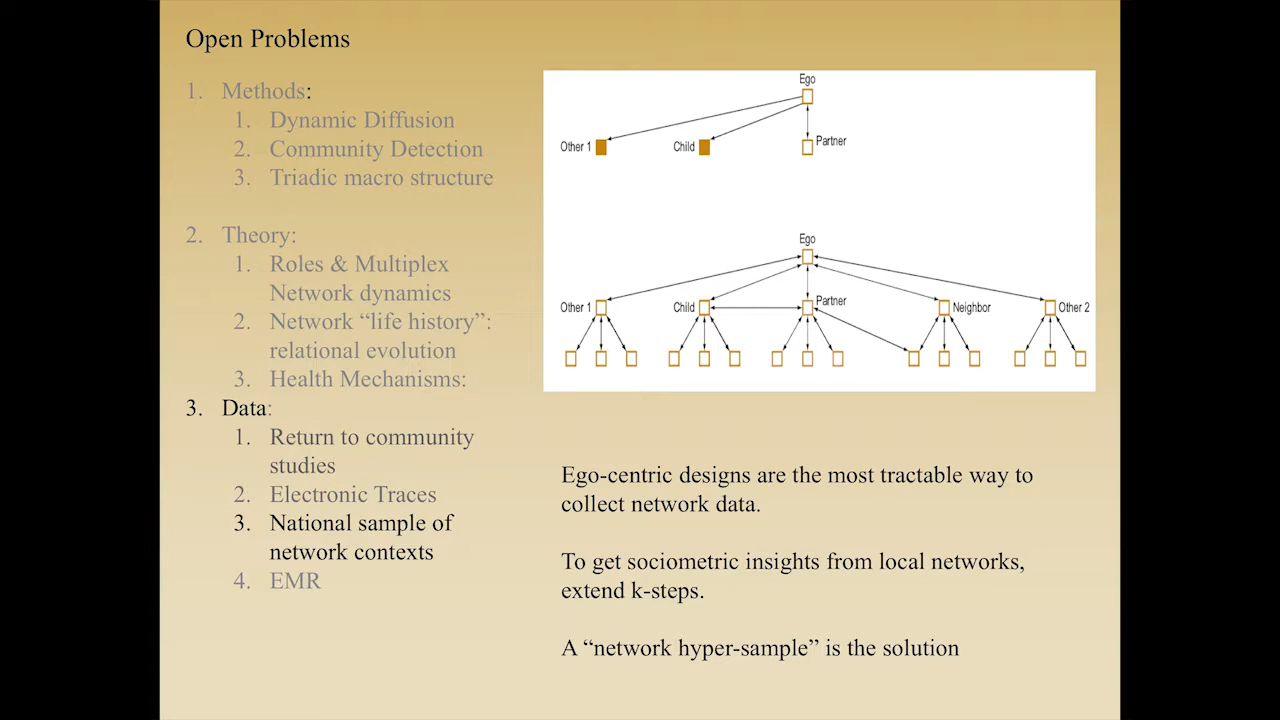 Open Problems
1. Methods:
1. Dynamic Diffusion
2. Community Detection
3. Triadic macro structure
2. Theory:
1. Roles & Multiplex
Network dynamics
2. Network “life history”:
relational evolution
3. Health Mechanisms:
3. Data:
1. Return to community
studies
2. Electronic Traces
3. National sample of
network contexts
4. EMR
Ego
Other 1 Child Partner
Ego
Other 1 Child Partner Neighbor Other 2
Ego-centric designs are the most tractable way to
collect network data.
To get sociometric insights from local networks,
extend k-steps.
A “network hyper-sample” is the solution